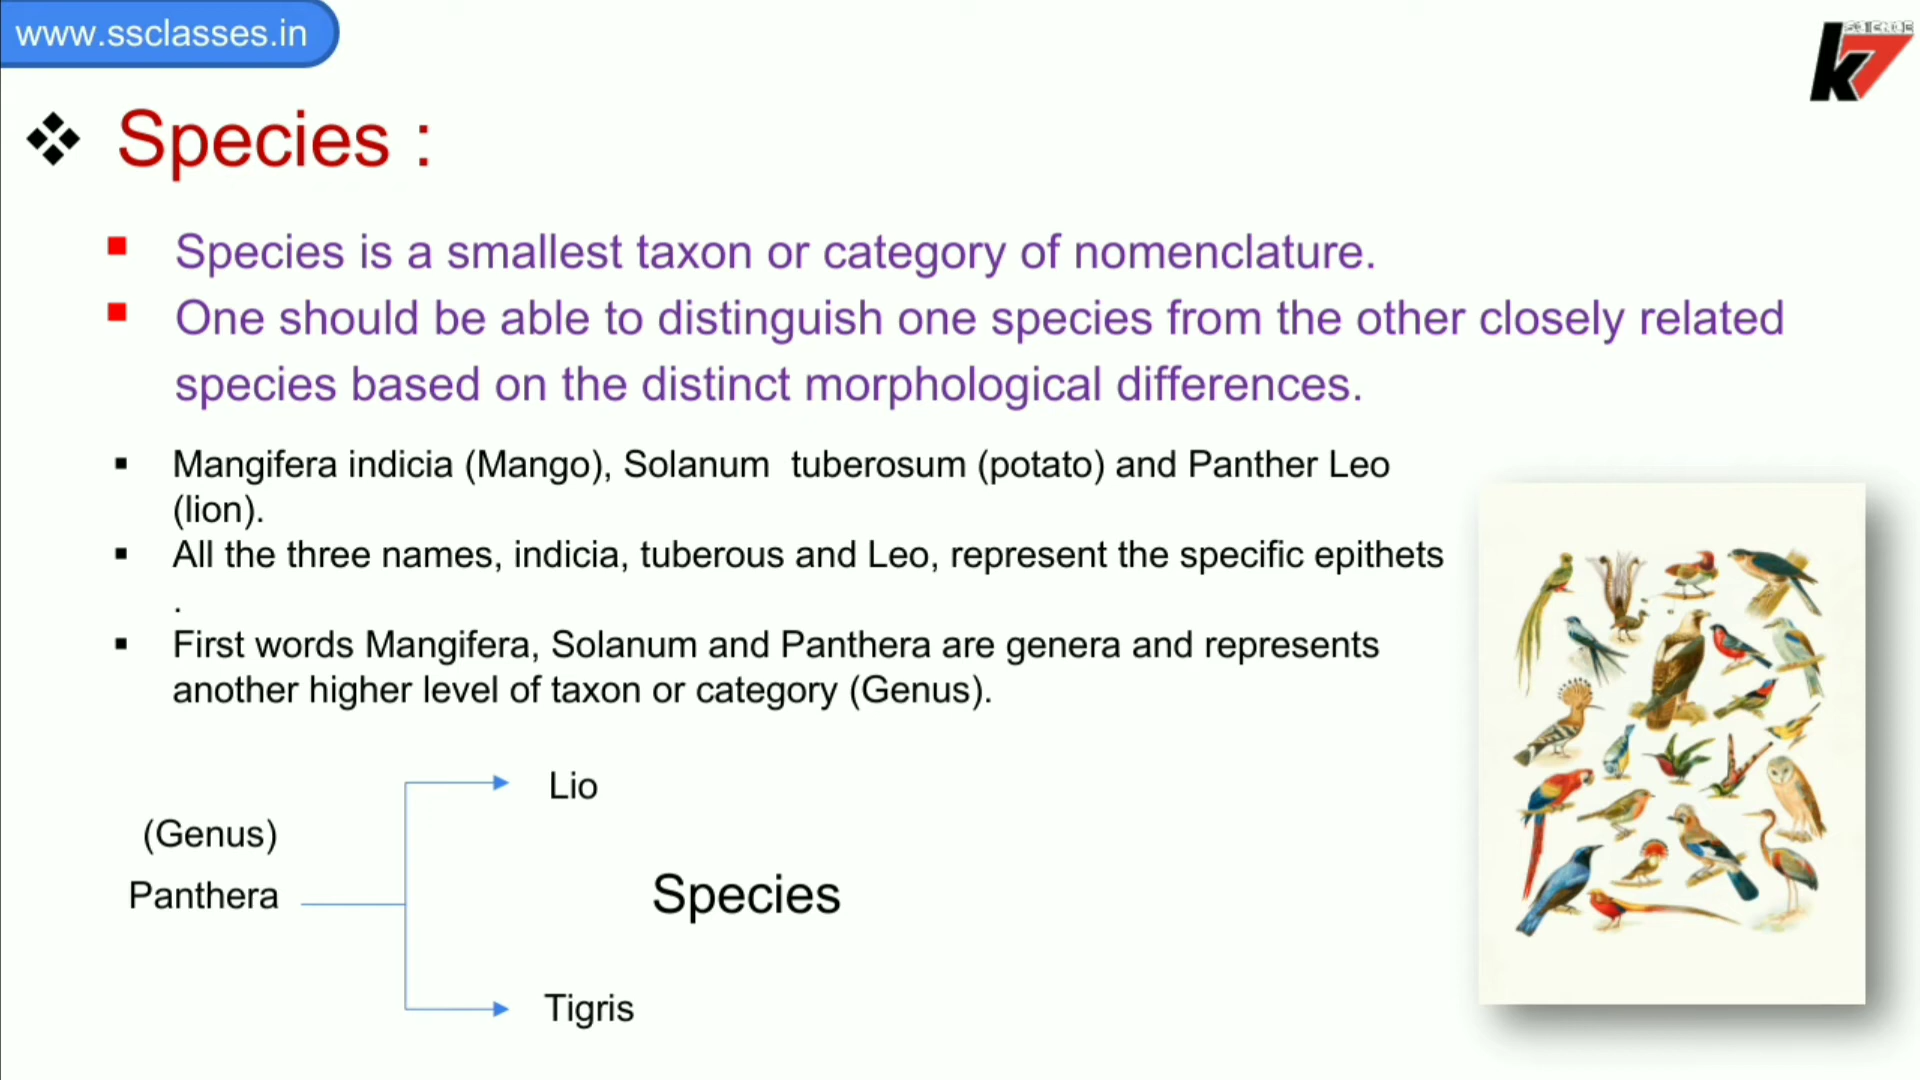 www.ssclasses.in
SCIENCE
k7
Species :
Species is a smallest taxon or category of nomenclature.
One should be able to distinguish one species from the other closely related
species based on the distinct morphological differences.
Mangifera indicia (Mango), Solanum tuberosum (potato) and Panther Leo
(lion).
All the three names, indicia, tuberous and Leo, represent the specific epithets
.
First words Mangifera, Solanum and Panthera are genera and represents
another higher level of taxon or category (Genus).
Lio
(Genus)
Panthera
Species
Tigris